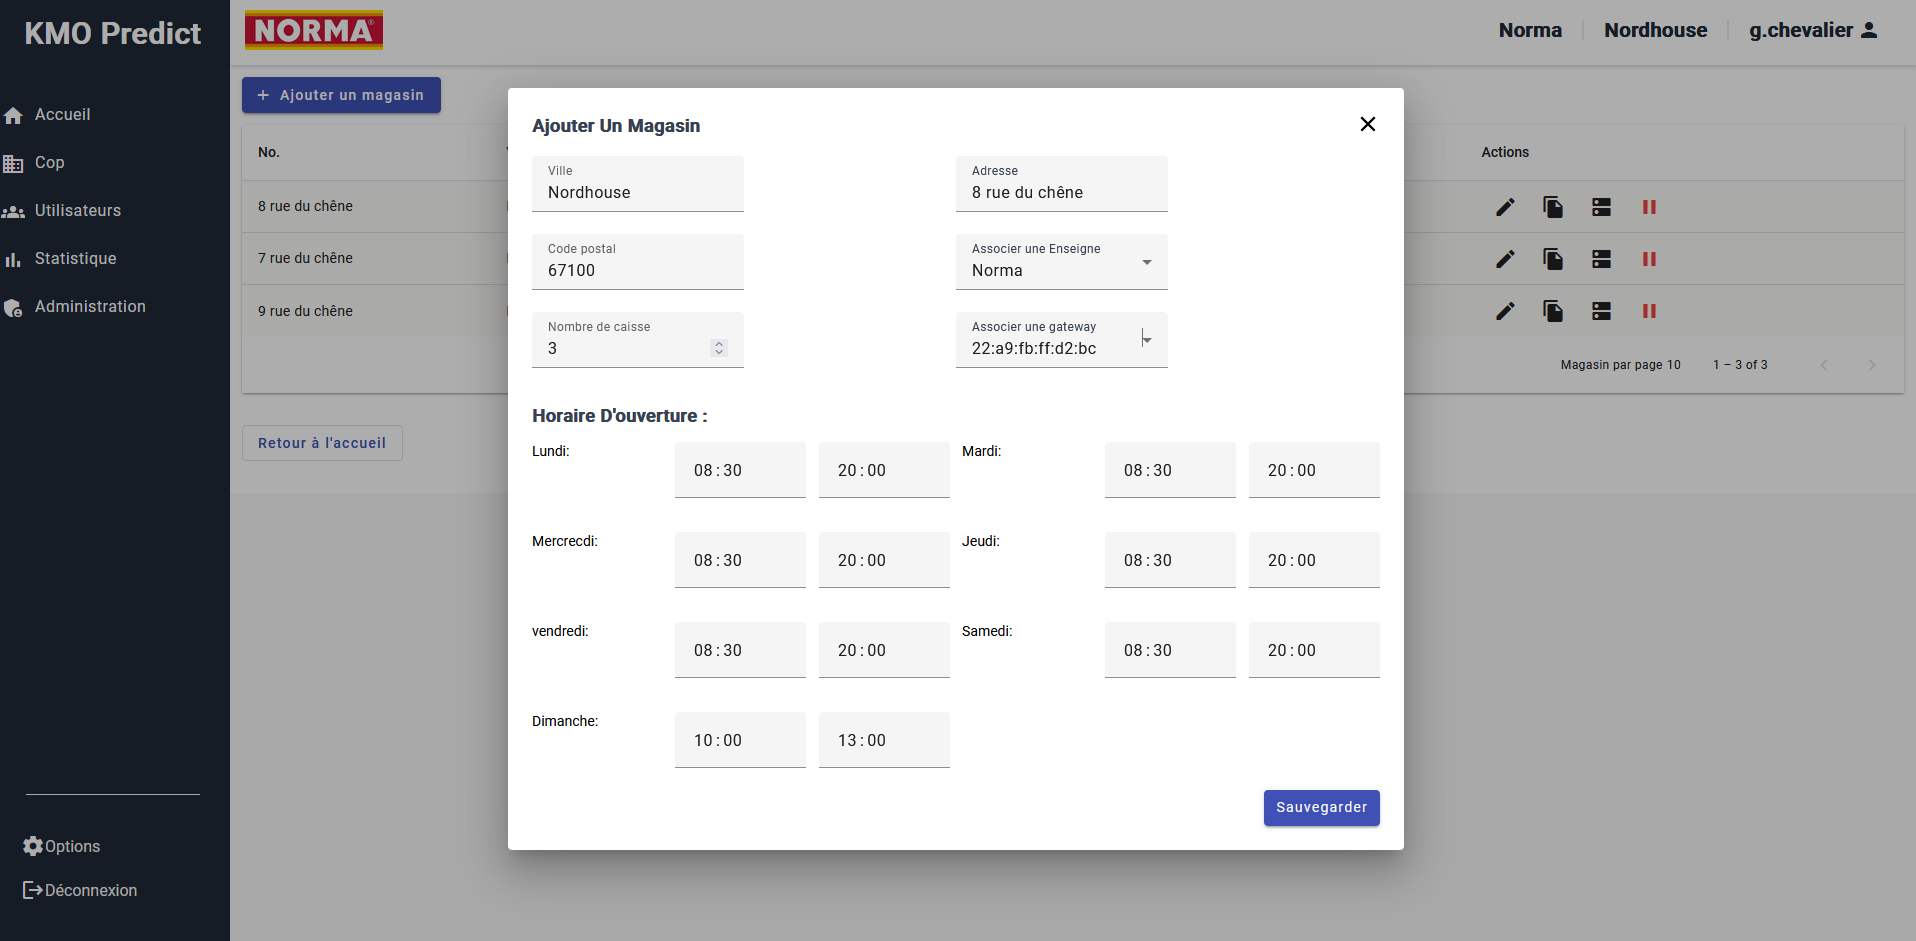 KMO Predict
NORMA®
Norma
Nordhouse
g.chevalier
Accueil
Cop
Utilisateurs
Statistique
Administration
Options
Déconnexion
+ Ajouter un magasin
No.
Actions
8 rue du chêne
7 rue du chêne
9 rue du chêne
Magasin par page 10
1 – 3 of 3
Retour à l'accueil
Ajouter Un Magasin
Ville
Nordhouse
Adresse
8 rue du chêne
Code postal
67100
Associer une Enseigne
Norma
Nombre de caisse
3
Associer une gateway
22:a9:fb:ff:d2:bc
Horaire D'ouverture :
Lundi:
08:30
20:00
Mardi:
08:30
20:00
Mercrecdi:
08:30
20:00
Jeudi:
08:30
20:00
vendredi:
08:30
20:00
Samedi:
08:30
20:00
Dimanche:
10:00
13:00
Sauvegarder